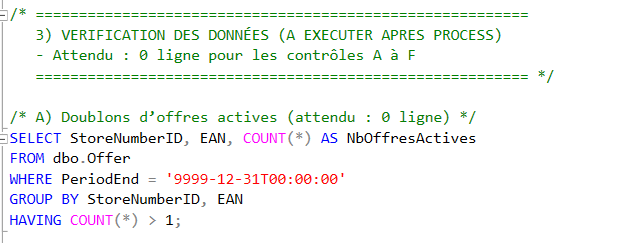 /* =========================================================
3) VERIFICATION DES DONNÉES (A EXECUTER APRES PROCESS)
- Attendu : 0 ligne pour les contrôles A à F
========================================================= */
/* A) Doublons d’offres actives (attendu : 0 ligne) */
SELECT StoreNumberID, EAN, COUNT(*) AS NbOffresActives
FROM dbo.Offer
WHERE PeriodEnd = '9999-12-31T00:00:00'
GROUP BY StoreNumberID, EAN
HAVING COUNT(*) > 1;